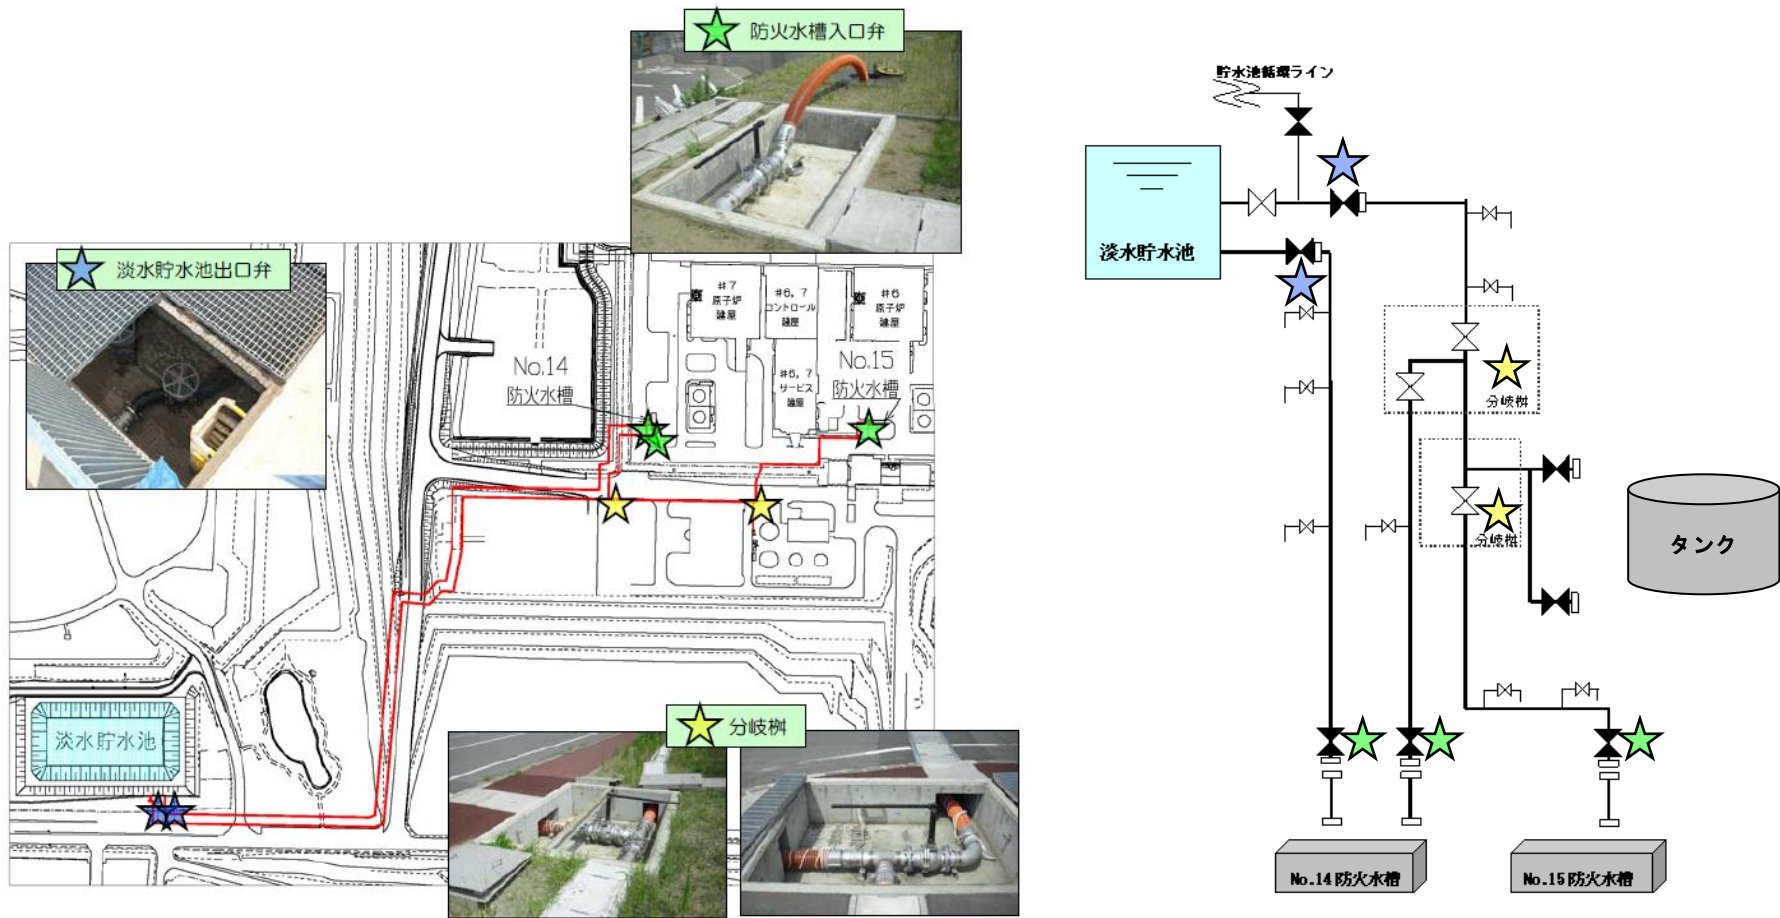 防火水槽入口弁
淡水貯水池出口弁
#7
原子炉
建屋
#6, 7
コントロール
建屋
#6
原子炉
建屋
#6, 7
サービス
建屋
No.14
防火水槽
No.15
防火水槽
淡水貯水池
分岐桝
貯水池循環ライン
淡水貯水池
分岐桝
分岐桝
タンク
No.14 防火水槽
No.15 防火水槽